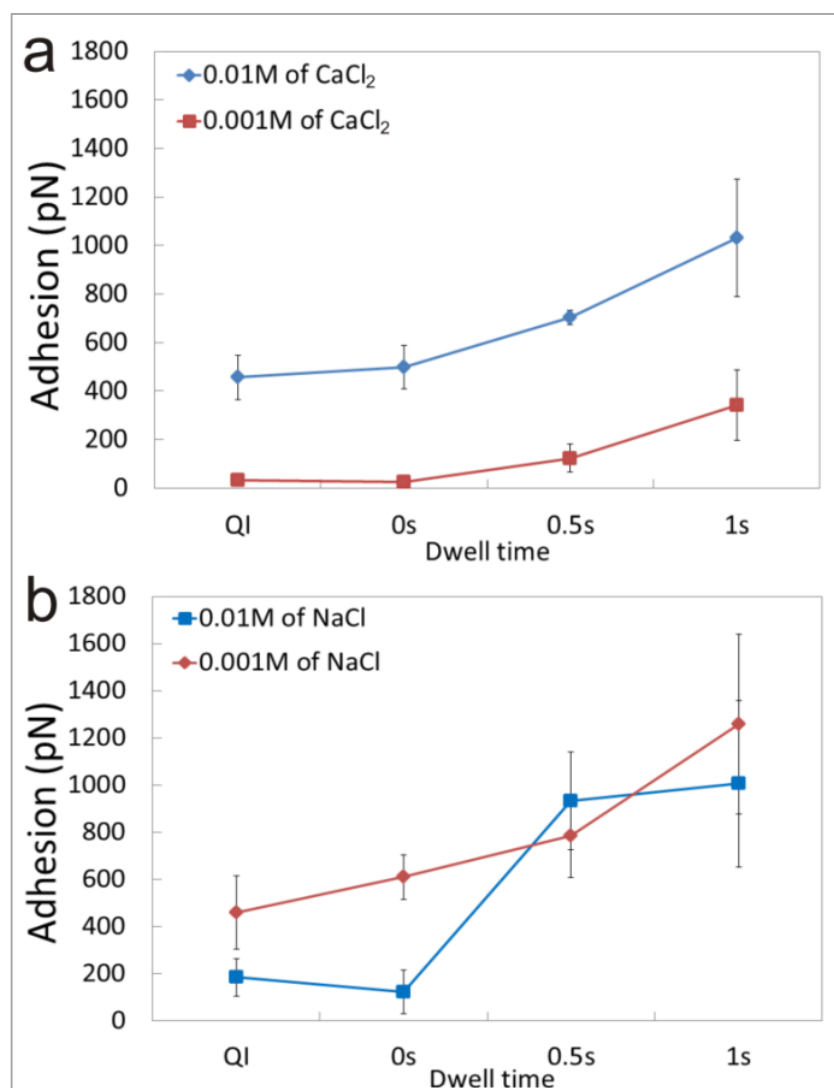 a
1800
0.01M of CaCl₂
1600
0.001M of CaCl₂
1400
1200
1000
800
600
400
200
0
Adhesion (pN)
QI 0s 0.5s 1s
Dwell time
b
1800
0.01M of NaCl
1600
0.001M of NaCl
1400
1200
1000
800
600
400
200
0
Adhesion (pN)
QI 0s 0.5s 1s
Dwell time